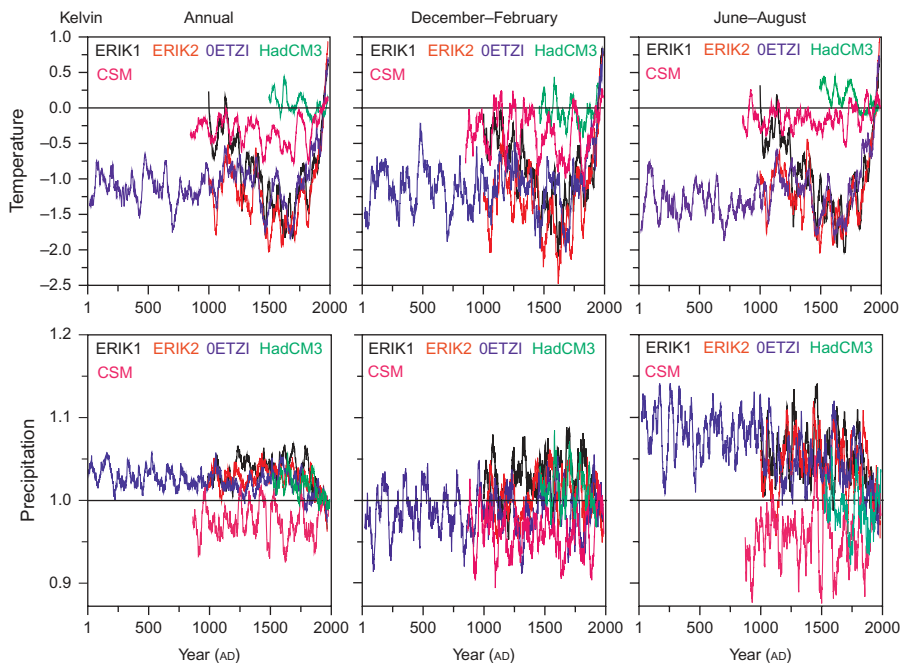 Kelvin Annual December–February June–August
1.0
0.5
0.0
–0.5
–1.0
–1.5
–2.0
–2.5
Temperature
ERIK1 ERIK2 0ETZI HadCM3
CSM
1 500 1000 1500 2000
ERIK1 ERIK2 0ETZI HadCM3
CSM
1 500 1000 1500 2000
ERIK1 ERIK2 0ETZI HadCM3
CSM
1 500 1000 1500 2000
1.2
1.1
1.0
0.9
Precipitation
ERIK1 ERIK2 0ETZI HadCM3
CSM
1 500 1000 1500 2000
Year (AD)
ERIK1 ERIK2 0ETZI HadCM3
CSM
1 500 1000 1500 2000
Year (AD)
ERIK1 ERIK2 0ETZI HadCM3
CSM
1 500 1000 1500 2000
Year (AD)